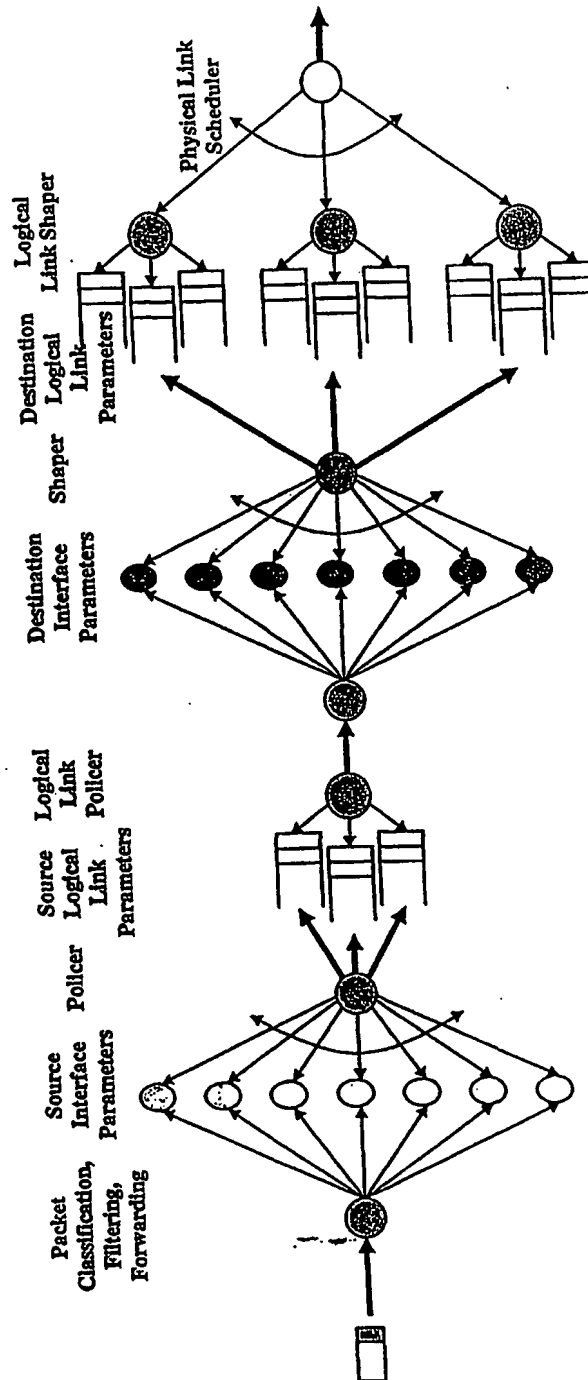 Packet
Classification,
Filtering,
Forwarding
Source
Interface
Parameters
Policer
Source
Logical
Link
Parameters
Logical
Link
Policer
Destination
Interface
Parameters
Shaper
Destination
Logical
Link
Parameters
Logical
Link Shaper
Physical Link
Scheduler